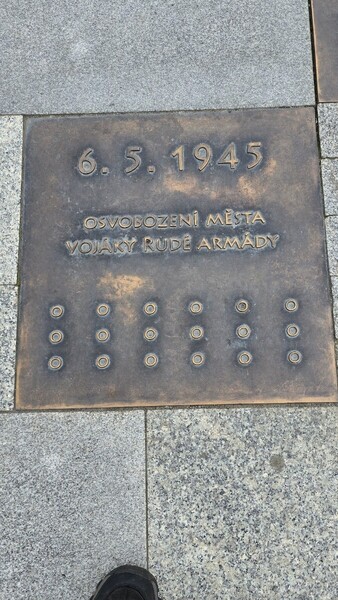 6. 5. 1945
OSVOBOZENÍ MĚSTA
VOJÁKY RUDÉ ARMÁDY